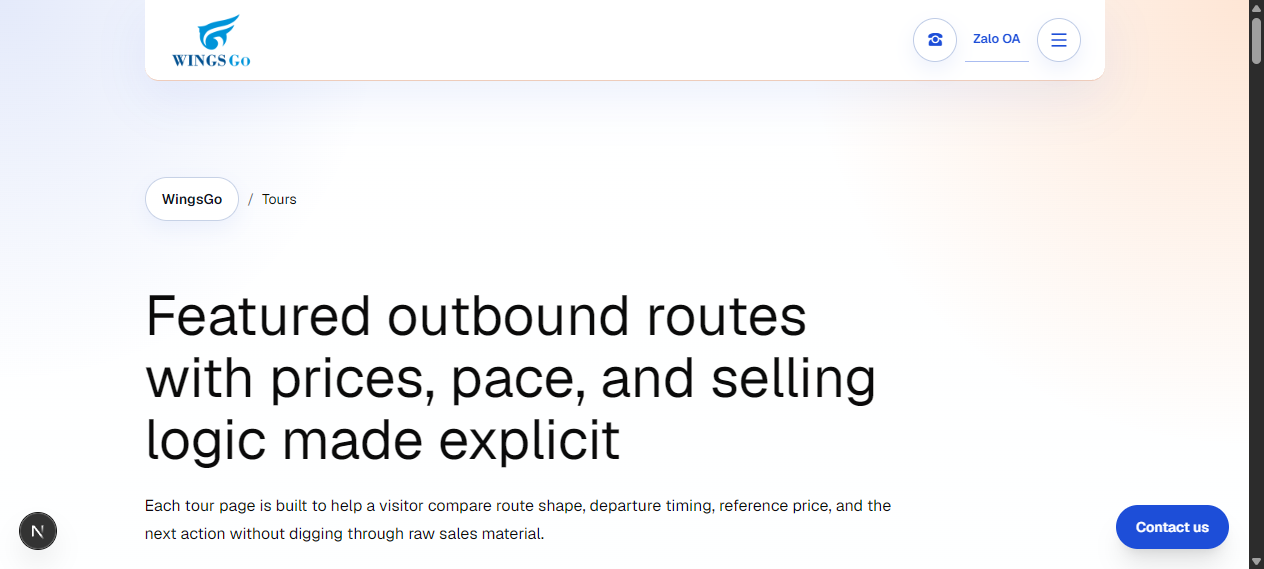 WINGS GO
Zalo OA
WingsGo / Tours
Featured outbound routes
with prices, pace, and selling
logic made explicit
Each tour page is built to help a visitor compare route shape, departure timing, reference price, and the
next action without digging through raw sales material.
N
Contact us